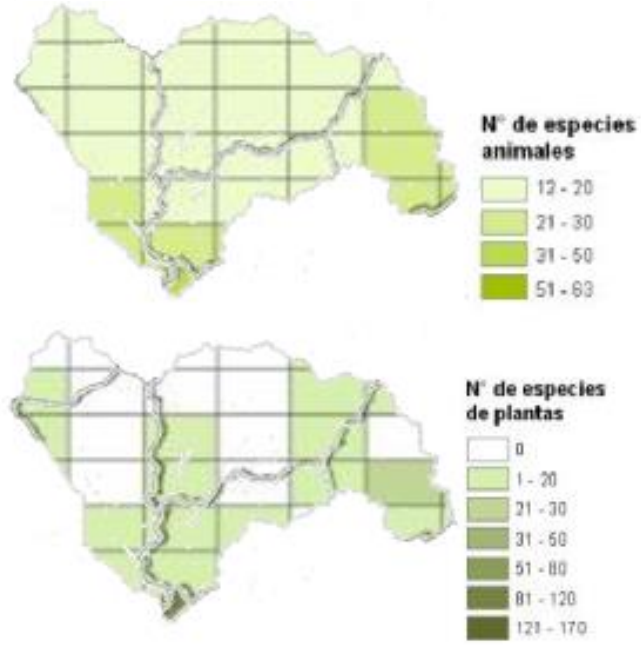 N° de especies
animales
12 - 20
21 - 30
31 - 50
51 - 63
N° de especies
de plantas
0
1 - 20
21 - 30
31 - 50
51 - 80
81 - 120
121 - 170